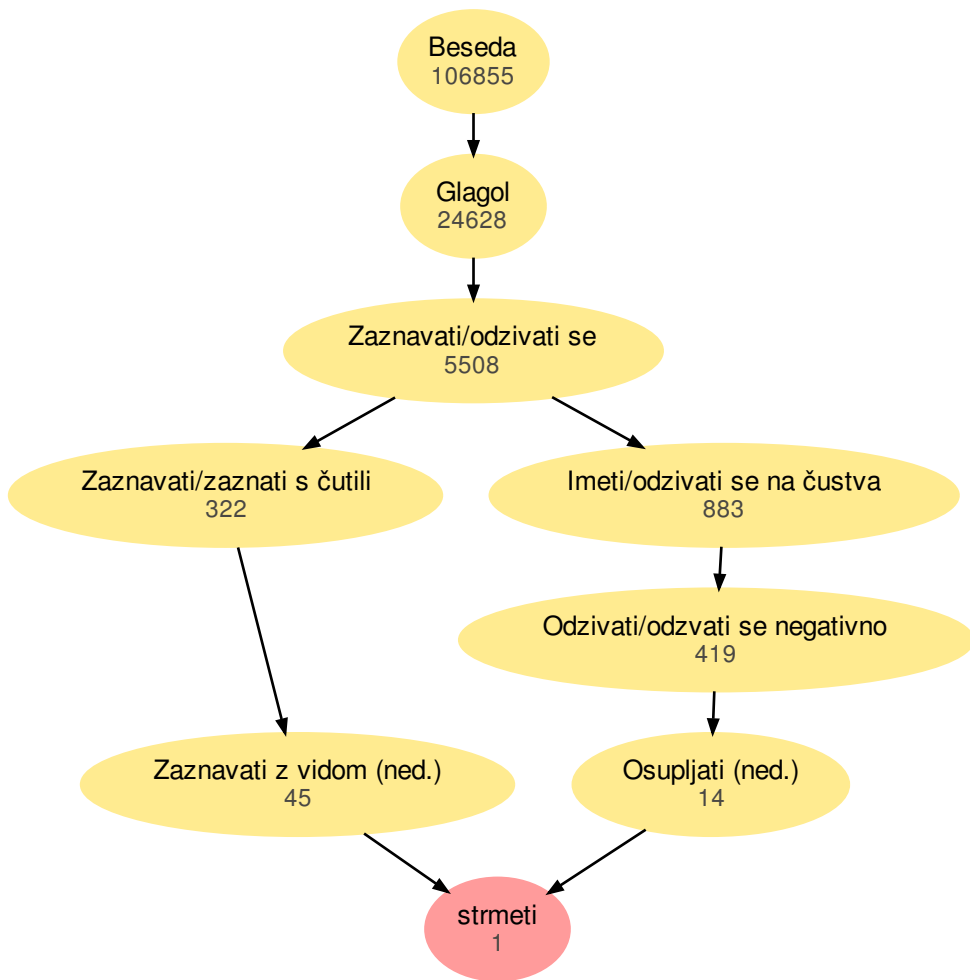 Beseda
106855
Glagol
24628
Zaznavati/odzivati se
5508
Zaznavati/zaznati s čutili
322
Imeti/odzivati se na čustva
883
Odzivati/odzvati se negativno
419
Zaznavati z vidom (ned.)
45
Osupljati (ned.)
14
strmeti
1